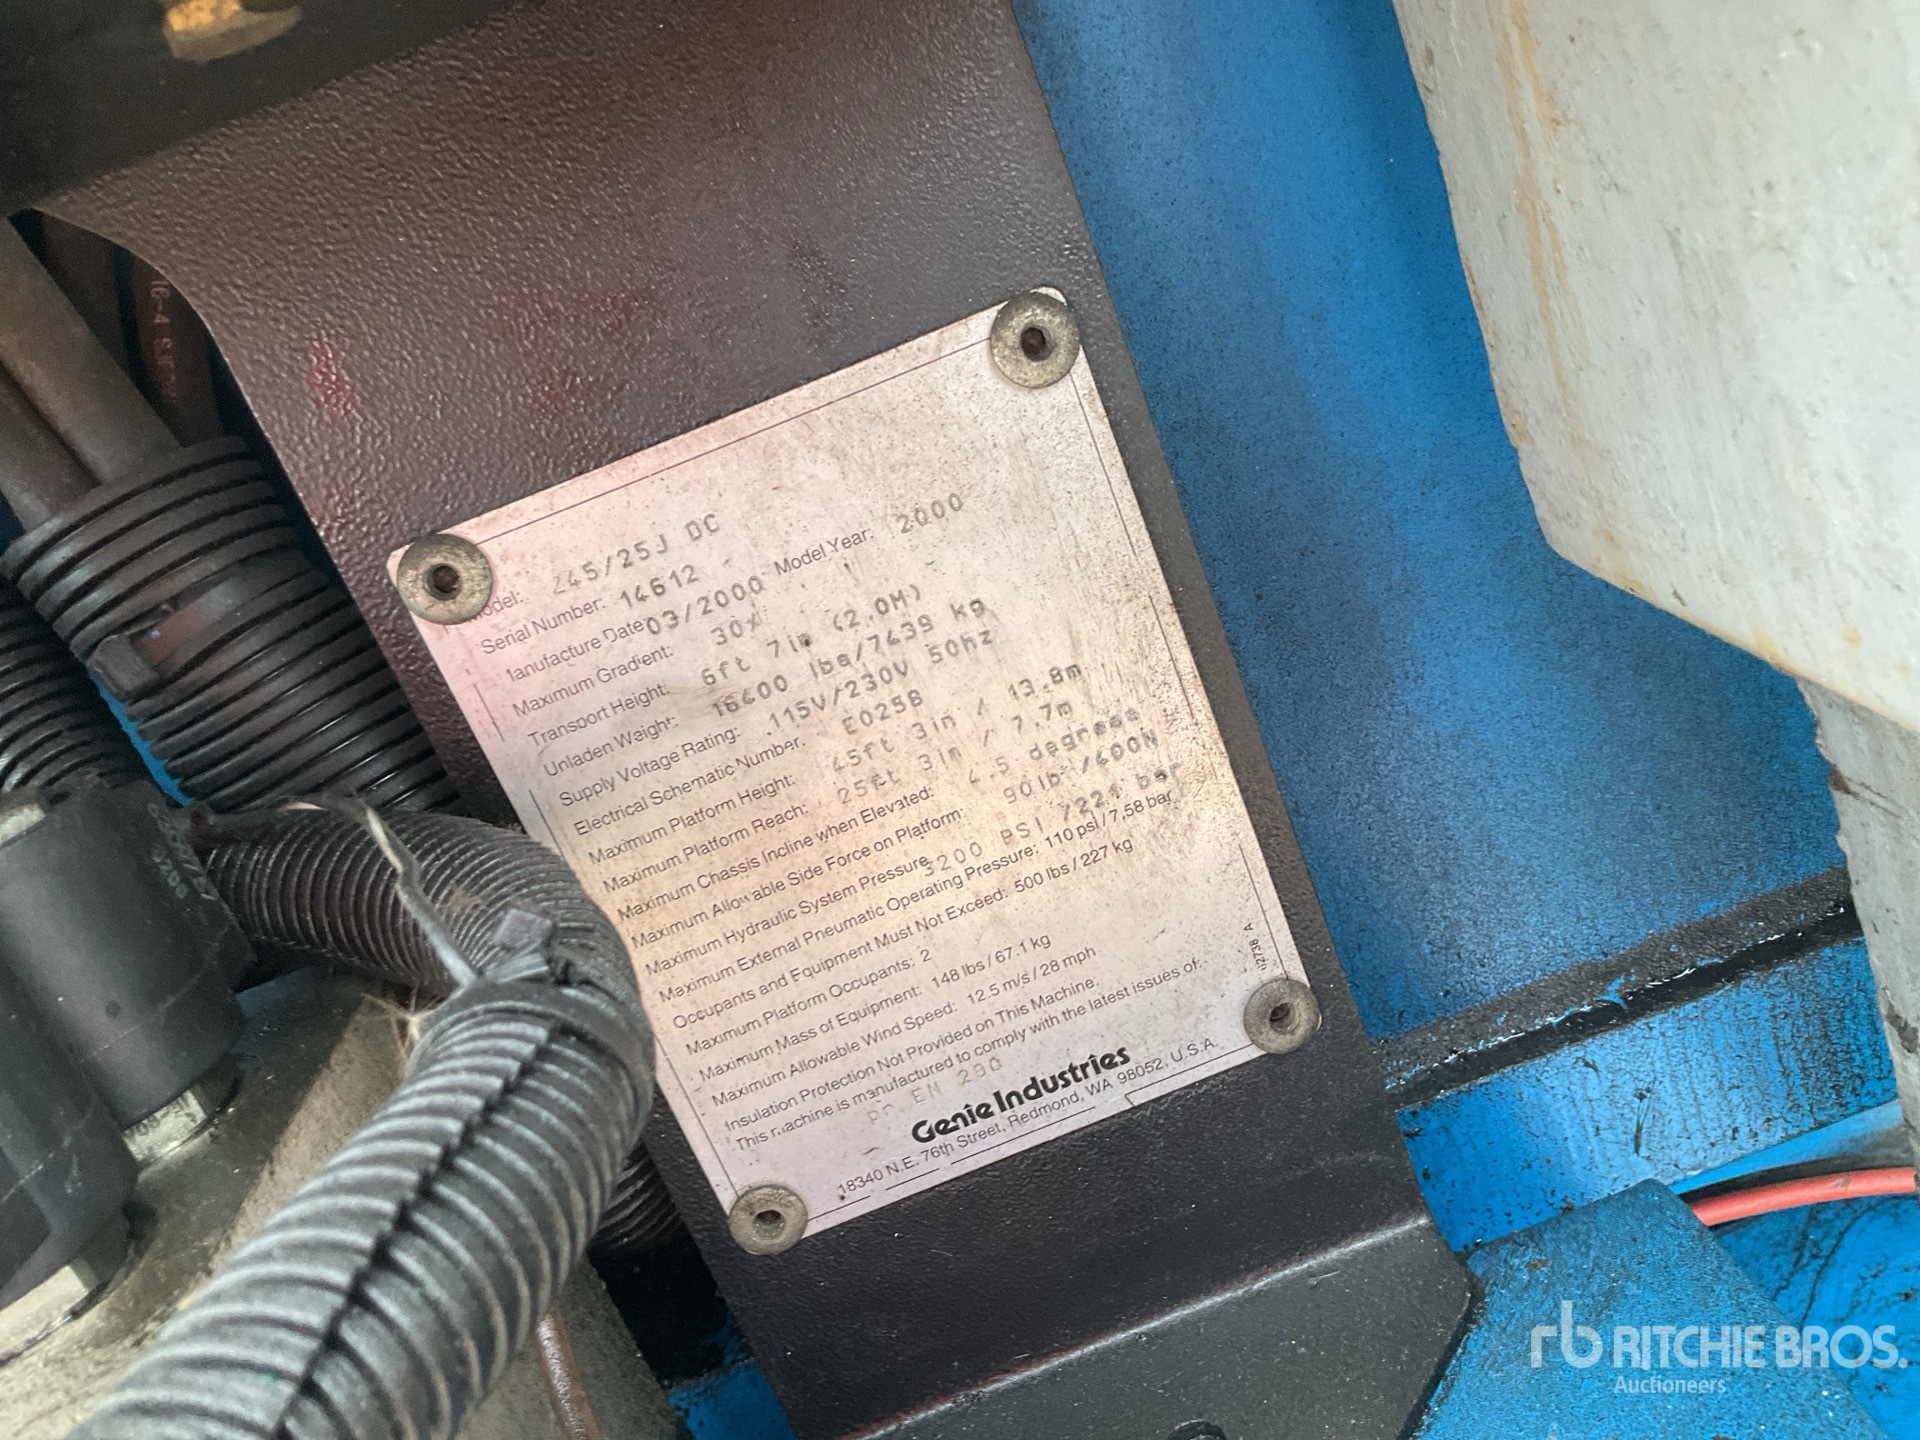 Model: Z45/25J DC
Serial Number: 14612
Manufacture Date: 03/2000 Model Year: 2000
Maximum Gradient: 30%
Transport Height: 6ft 7in (2.0M)
Unladen Weight: 16400 lbs/7439 kg
Supply Voltage Rating: 115V/230V 50hz
Electrical Schematic Number: E025B
Maximum Platform Height: 45ft 3in / 13.8m
Maximum Platform Reach: 25ft 3in / 7.7m
Maximum Chassis Incline when Elevated: 4.5 degrees
Maximum Allowable Side Force on Platform: 90lb /400N
Maximum Hydraulic System Pressure 3200 PSI /221 bar
Maximum External Pneumatic Operating Pressure: 110 psi / 7,58 bar
Occupants and Equipment Must Not Exceed: 500 lbs / 227 kg
Maximum Platform Occupants: 2
Maximum Mass of Equipment: 148 lbs / 67.1 kg
Maximum Allowable Wind Speed: 12.5 m/s / 28 mph
Insulation Protection Not Provided on This Machine.
This machine is manufactured to comply with the latest issues of:
EN 280
Genie Industries
18340 N.E. 76th Street, Redmond, WA 98052, U.S.A.
rb RITCHIE BROS.
Auctioneers